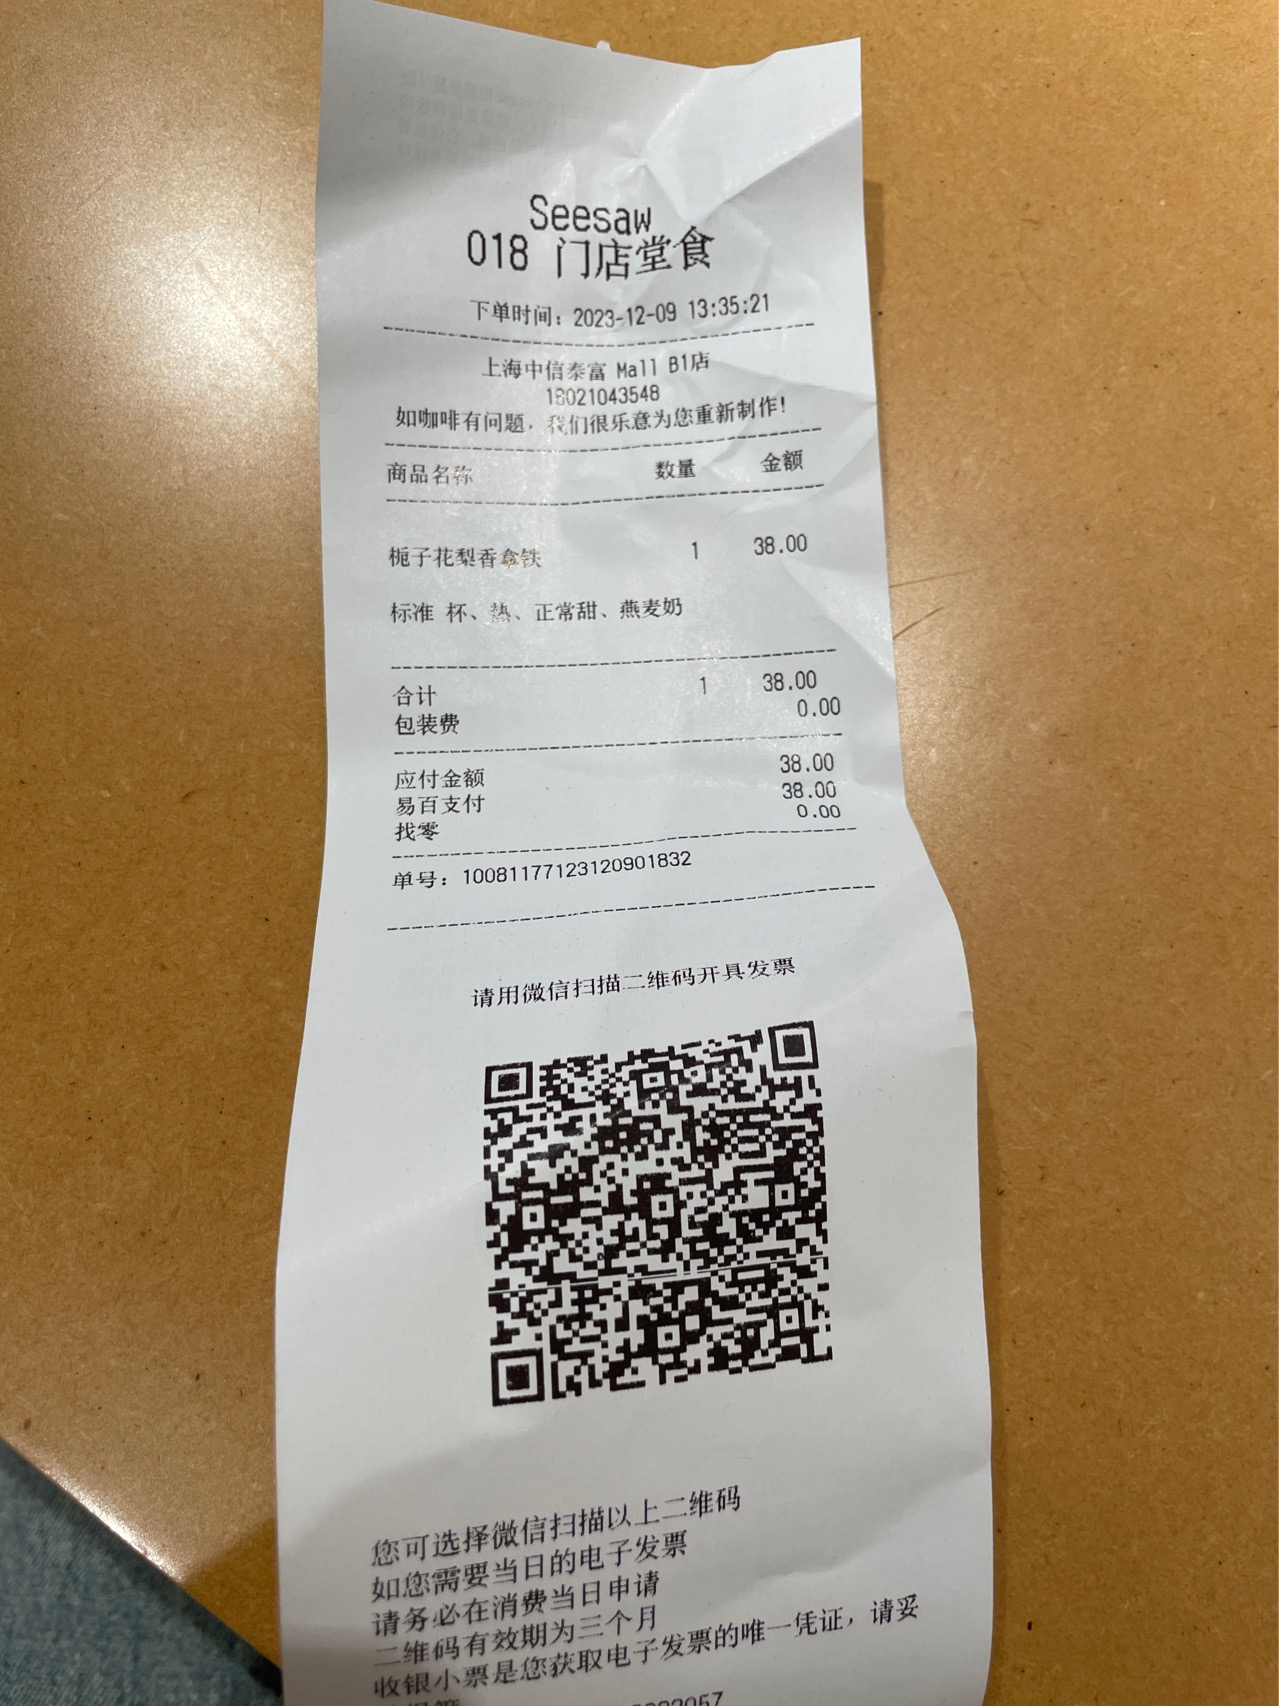 Seesaw
018 门店堂食
下单时间：2023-12-09 13:35:21
上海中信泰富 Mall B1店
18021043548
如咖啡有问题，我们很乐意为您重新制作！
商品名称 数量 金额
栀子花梨香拿铁 1 38.00
标准 杯、热、正常甜、燕麦奶
合计 1 38.00
包装费 0.00
应付金额 38.00
易百支付 38.00
找零 0.00
单号：10081177123120901832
请用微信扫描二维码开具发票
您可选择微信扫描以上二维码
如您需要当日的电子发票
请务必在消费当日申请
二维码有效期为三个月
收银小票是您获取电子发票的唯一凭证，请妥